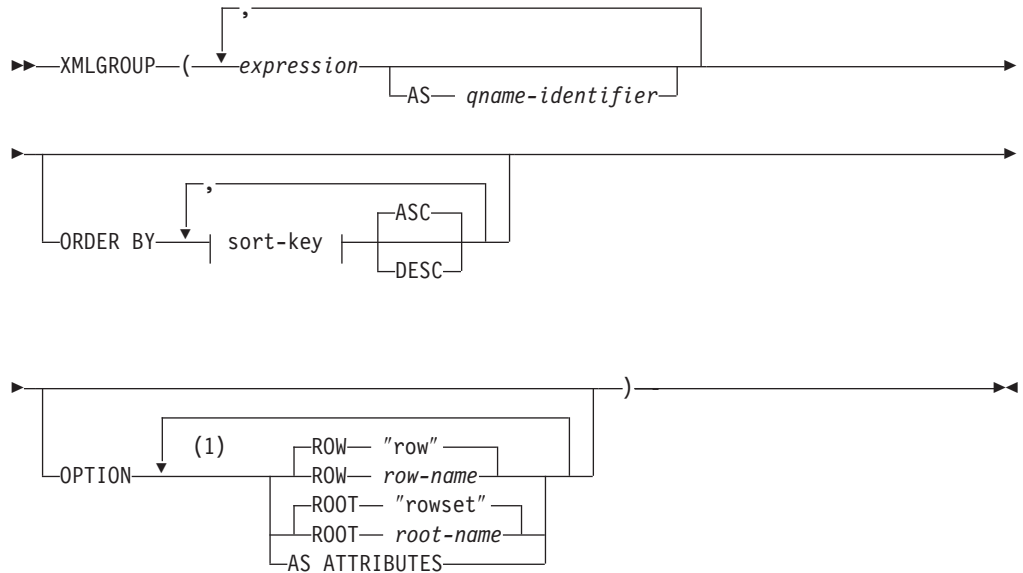 ,
XMLGROUP ( expression
AS qname-identifier
,
ASC
ORDER BY sort-key
DESC
)
(1) ROW "row"
OPTION ROW row-name
ROOT "rowset"
ROOT root-name
AS ATTRIBUTES